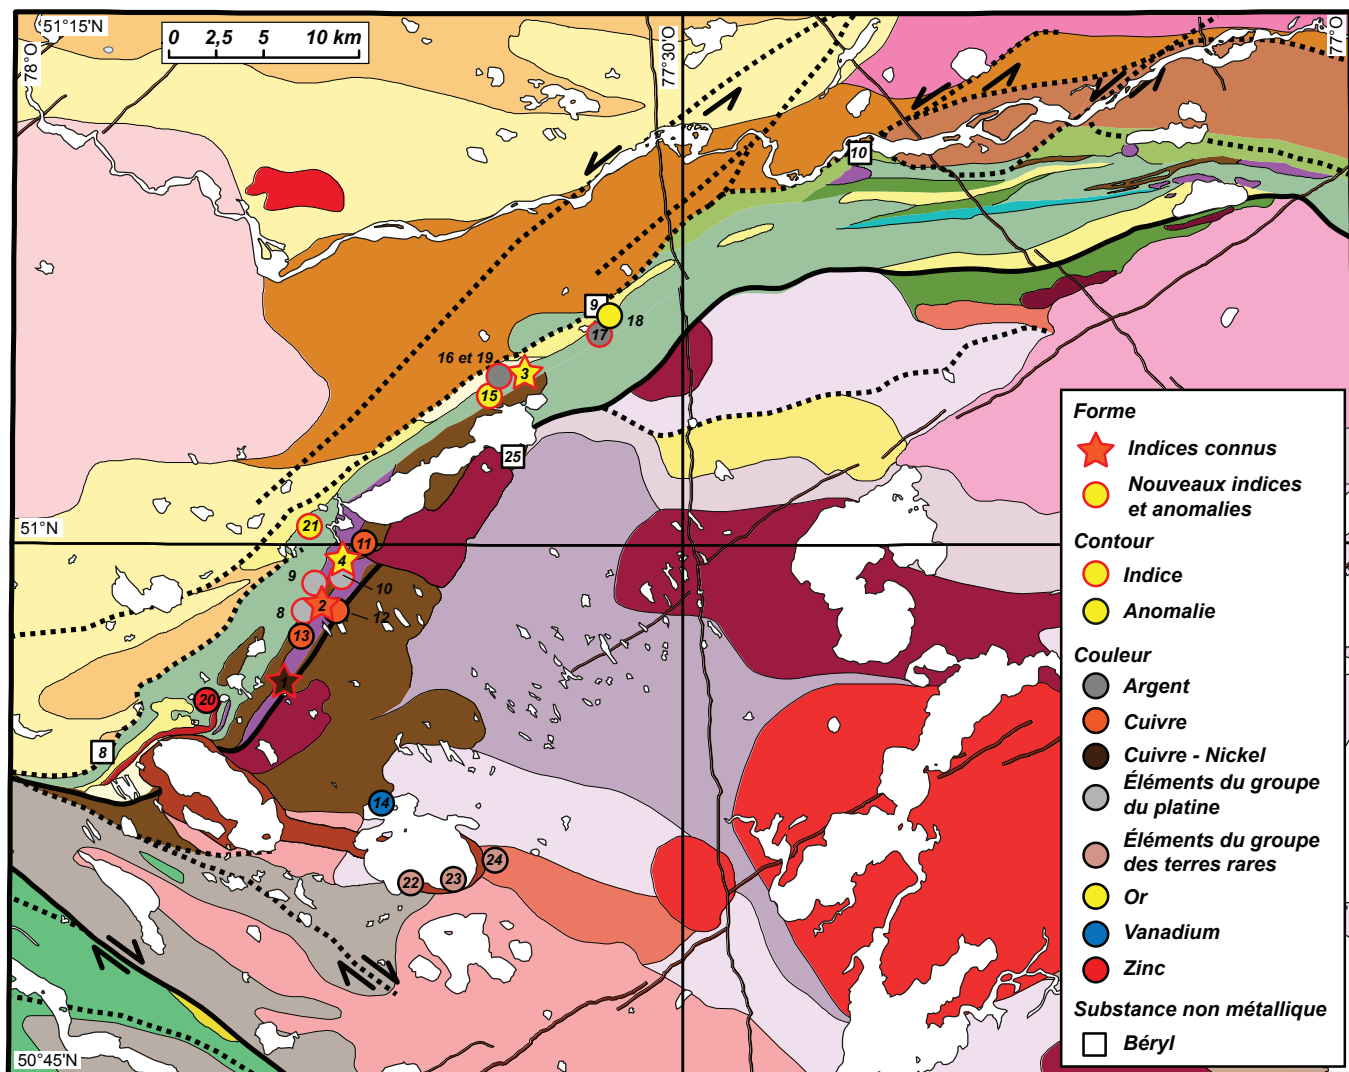 51°15'N
78°O
0 2,5 5 10 km
77°30'O
77°O
10
9
18
17
16 et 19
3
15
25
21
11
4
9
10
8
2
12
13
1
20
8
14
24
23
22
51°N
50°45'N
Forme
Indices connus
Nouveaux indices
et anomalies
Contour
Indice
Anomalie
Couleur
Argent
Cuivre
Cuivre - Nickel
Éléments du groupe
du platine
Éléments du groupe
des terres rares
Or
Vanadium
Zinc
Substance non métallique
Béryl